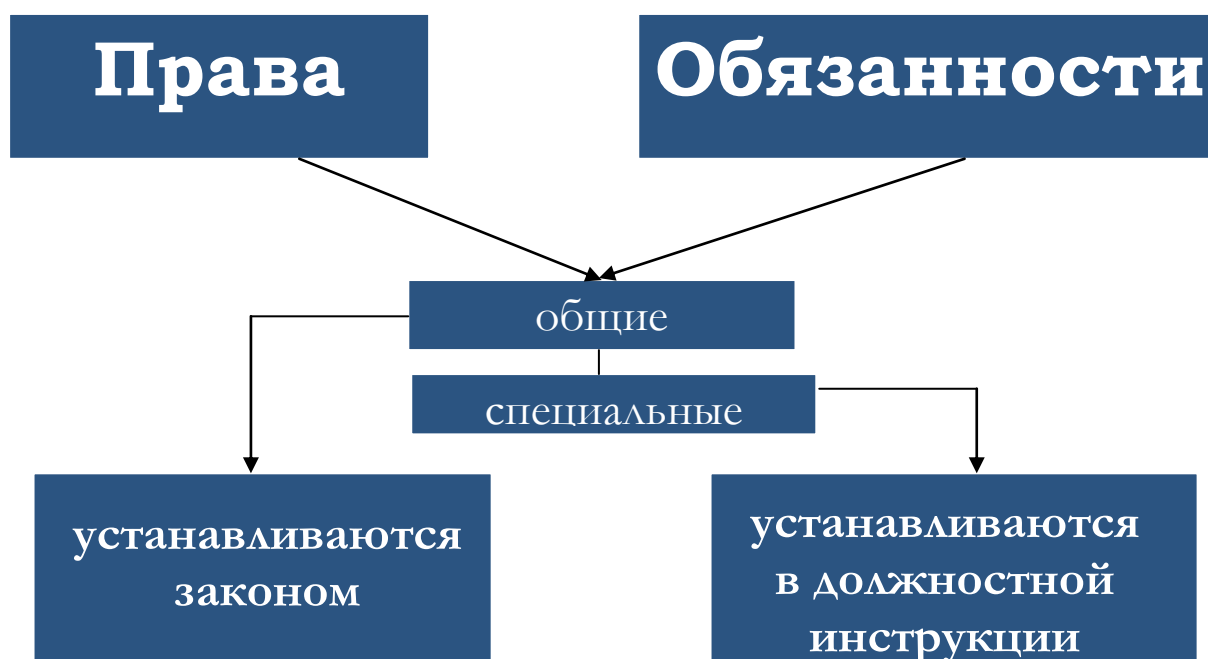 Права
Обязанности
общие
специальные
устанавливаются
законом
устанавливаются
в должностной
инструкции